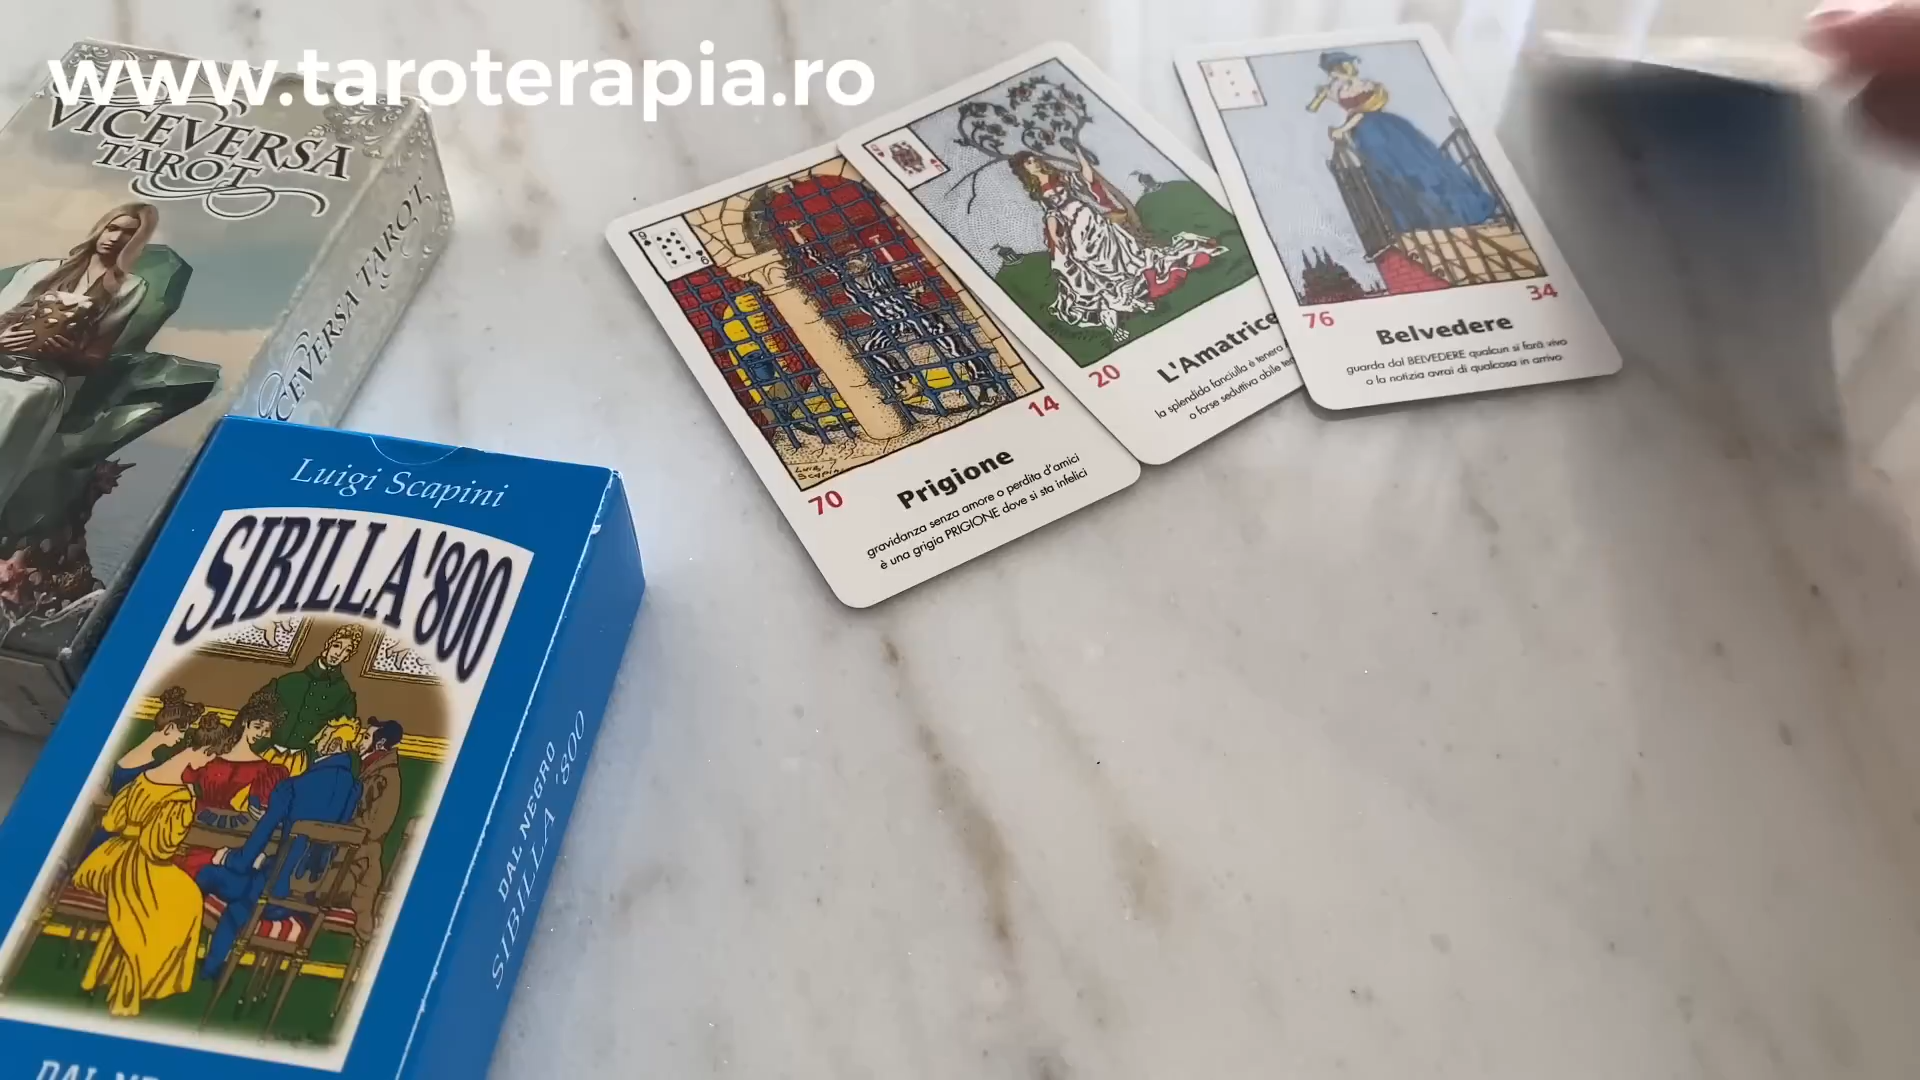 www.taroterapia.ro
VICEVERSA
TAROT
VICEVERSA TAROT
Luigi Scapini
SIBILLA '800
DAL NEGRO
SIBILLA '800
9
9
70
14
Prigione
gravidanza senza amore o perdita d'amici
è una grigia PRIGIONE dove si sta infelici
20
L'Amatrice
la splendida fanciulla è tenera
o forse seduttiva abile
76
34
Belvedere
guarda dal BELVEDERE qualcun si farà vivo
o la notizia avrai di qualcosa in arrivo